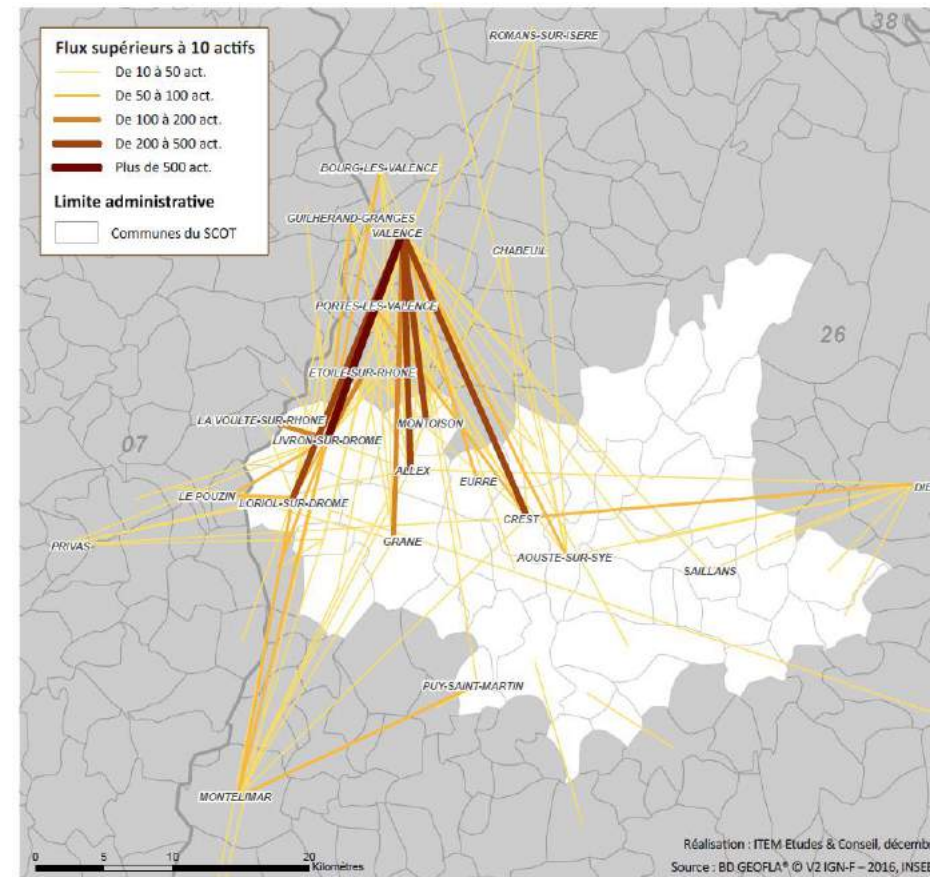 Flux supérieurs à 10 actifs
De 10 à 50 act.
De 50 à 100 act.
De 100 à 200 act.
De 200 à 500 act.
Plus de 500 act.
Limite administrative
Communes du SCOT
38
ROMANS-SUR-ISERE
BOURG-LES-VALENCE
GUILHERAND-GRANGES
VALENCE
CHABEUIL
PORTES-LES-VALENCE
26
ETOILE-SUR-RHONE
LA VOULTE-SUR-RHONE
MONTOISON
07
LIVRON-SUR-DROME
ALLEX
EURRE
LE POUZIN
LORIOL-SUR-DROME
DIE
CREST
PRIVAS
GRANE
AOUSTE-SUR-SYE
SAILLANS
PUY-SAINT-MARTIN
MONTELIMAR
0 5 10 20
Kilomètres
Réalisation : ITEM Etudes & Conseil, décembr
Source : BD GEOFLA® © V2 IGN-F – 2016, INSEE